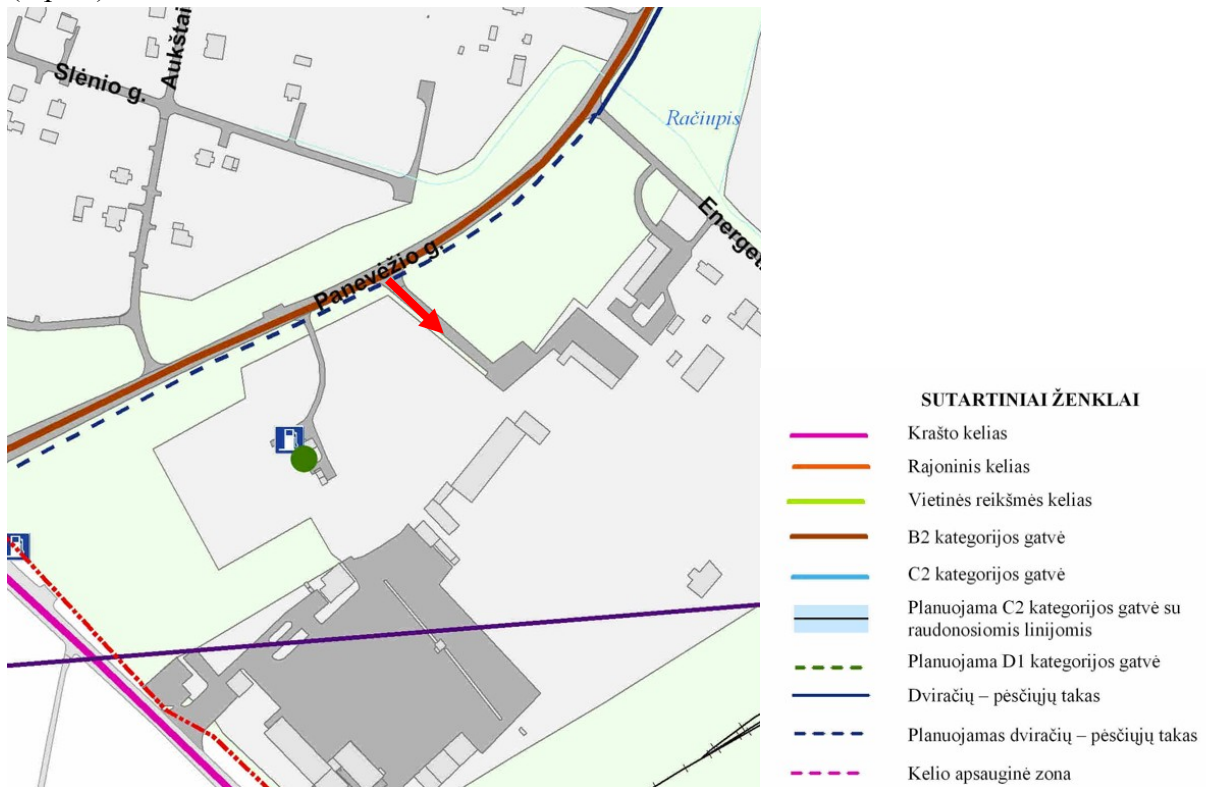 Slėnio g.
Aukštai
Račiupis
Energeti
Panevėžio g.
SUTARTINIAI ŽENKLAI
Krašto kelias
Rajoninis kelias
Vietinės reikšmės kelias
B2 kategorijos gatvė
C2 kategorijos gatvė
Planuojama C2 kategorijos gatvė su
raudonosiomis linijomis
Planuojama D1 kategorijos gatvė
Dviračių – pėsčiųjų takas
Planuojamas dviračių – pėsčiųjų takas
Kelio apsauginė zona